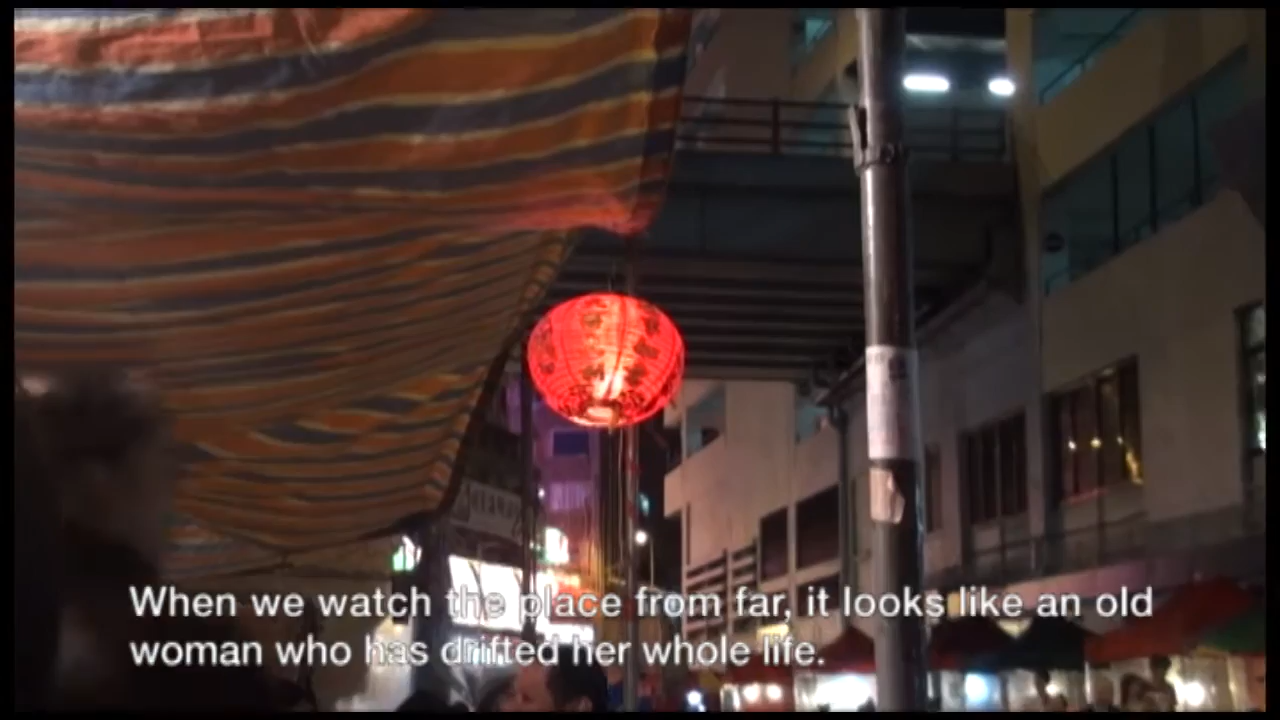 When we watch the place from far, it looks like an old
woman who has drifted her whole life.